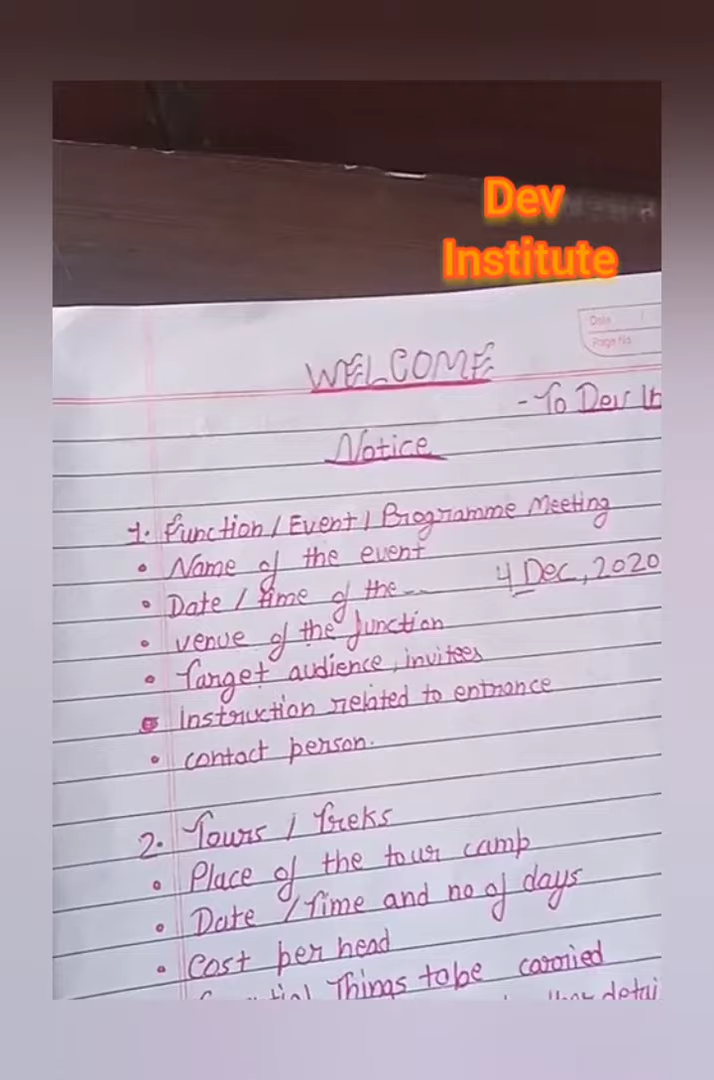 Dev
Institute
Date
Page No.
WELCOME
- To Dev
Notice
1. Function / Event / Programme Meeting
• Name of the event
• Date / time of the -- 4 Dec, 2020
• venue of the function
• Target audience, invitees
• Instruction related to entrance
• contact person.
2. Tours / Treks
• Place of the tour camp
• Date / Time and no of days
• Cost per head
Things to be carried